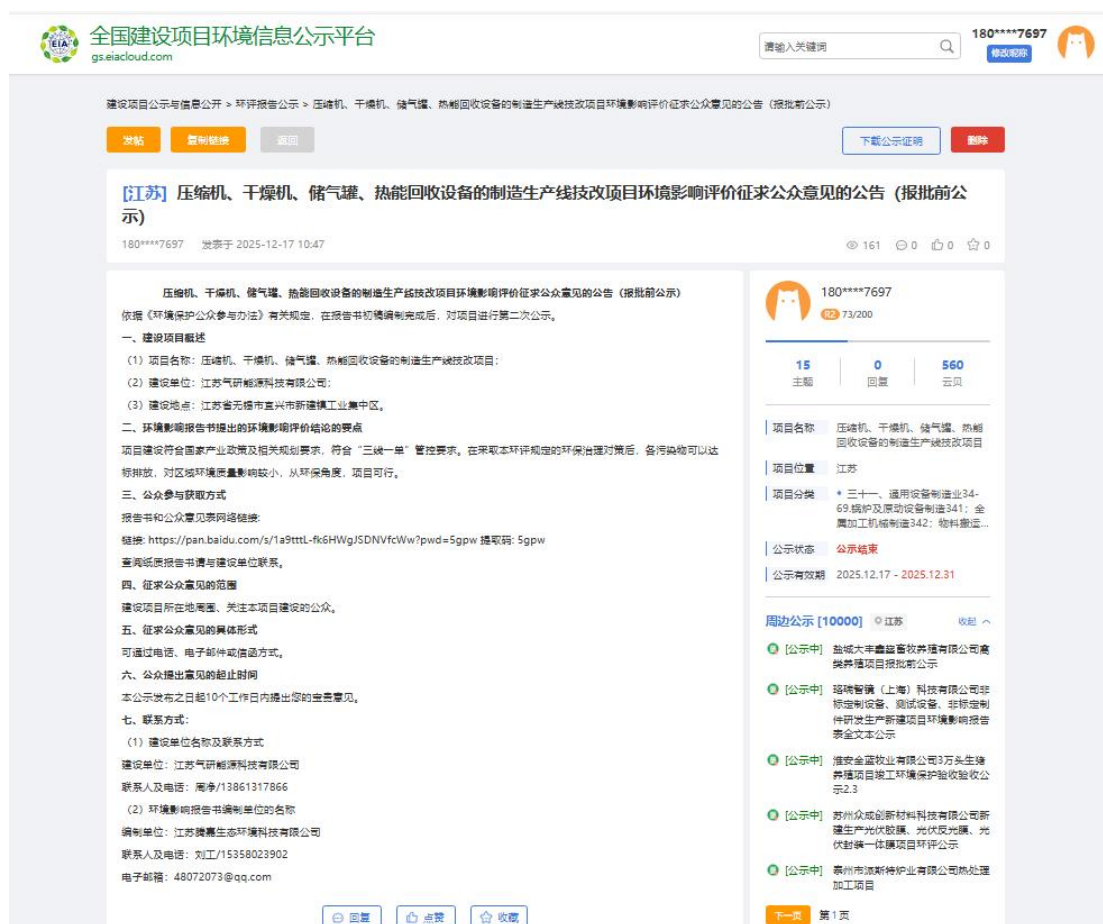 EIA
全国建设项目环境信息公示平台
gs.eiacloud.com
请输入关键词
180****7697
修改昵称
建设项目公示与信息公开 > 环评报告公示 > 压缩机、干燥机、储气罐、热能回收设备的制造生产线技改项目环境影响评价征求公众意见的公告（报批前公示）
发帖
复制链接
返回
下载公示证明
删除
[江苏] 压缩机、干燥机、储气罐、热能回收设备的制造生产线技改项目环境影响评价征求公众意见的公告（报批前公
示）
180****7697 发表于 2025-12-17 10:47
161 0 0 0
压缩机、干燥机、储气罐、热能回收设备的制造生产线技改项目环境影响评价征求公众意见的公告（报批前公示）
依据《环境保护公众参与办法》有关规定，在报告书初稿编制完成后，对项目进行第二次公示。
一、建设项目概述
（1）项目名称：压缩机、干燥机、储气罐、热能回收设备的制造生产线技改项目；
（2）建设单位：江苏气研能源科技有限公司；
（3）建设地点：江苏省无锡市宜兴市新建镇工业集中区。
二、环境影响报告书提出的环境影响评价结论的要点
项目建设符合国家产业政策及相关规划要求，符合“三线一单”管控要求。在采取本环评规定的环保治理对策后，各污染物可以达
标排放，对区域环境质量影响较小，从环保角度，项目可行。
三、公众参与获取方式
报告书和公众意见表网络链接:
链接: https://pan.baidu.com/s/1a9tttL-fk6HWgJSDNVfcWw?pwd=5gpw 提取码: 5gpw
查阅纸质报告书请与建设单位联系。
四、征求公众意见的范围
建设项目所在地周围、关注本项目建设的公众。
五、征求公众意见的具体形式
可通过电话、电子邮件或信函方式。
六、公众提出意见的起止时间
本公示发布之日起10个工作日内提出您的宝贵意见。
七、联系方式：
（1）建设单位名称及联系方式
建设单位：江苏气研能源科技有限公司
联系人及电话：周净/13861317866
（2）环境影响报告书编制单位的名称
编制单位：江苏腾嘉生态环境科技有限公司
联系人及电话：刘工/15358023902
电子邮箱：48072073@qq.com
回复
点赞
收藏
180****7697
R2 73/200
15 0 560
主题 回复 云贝
项目名称 压缩机、干燥机、储气罐、热能
回收设备的制造生产线技改项目
项目位置 江苏
项目分类 • 三十一、通用设备制造业34-
69.锅炉及原动设备制造341；金
属加工机械制造342；物料搬运...
公示状态 公示结束
公示有效期 2025.12.17 - 2025.12.31
周边公示 [10000] 江苏 收起
[公示中] 盐城大丰鑫益畜牧养殖有限公司禽
类养殖项目报批前公示
[公示中] 珞琉智镜（上海）科技有限公司非
标定制设备、测试设备、非标定制
件研发生产新建项目环境影响报告
表全文本公示
[公示中] 淮安金蓝牧业有限公司3万头生猪
养殖项目竣工环境保护验收验收公
示2.3
[公示中] 苏州众成创新材料科技有限公司新
建生产光伏胶膜、光伏反光膜、光
伏封装一体膜项目环评公示
[公示中] 泰州市派斯特炉业有限公司热处理
加工项目
下一页 第1页